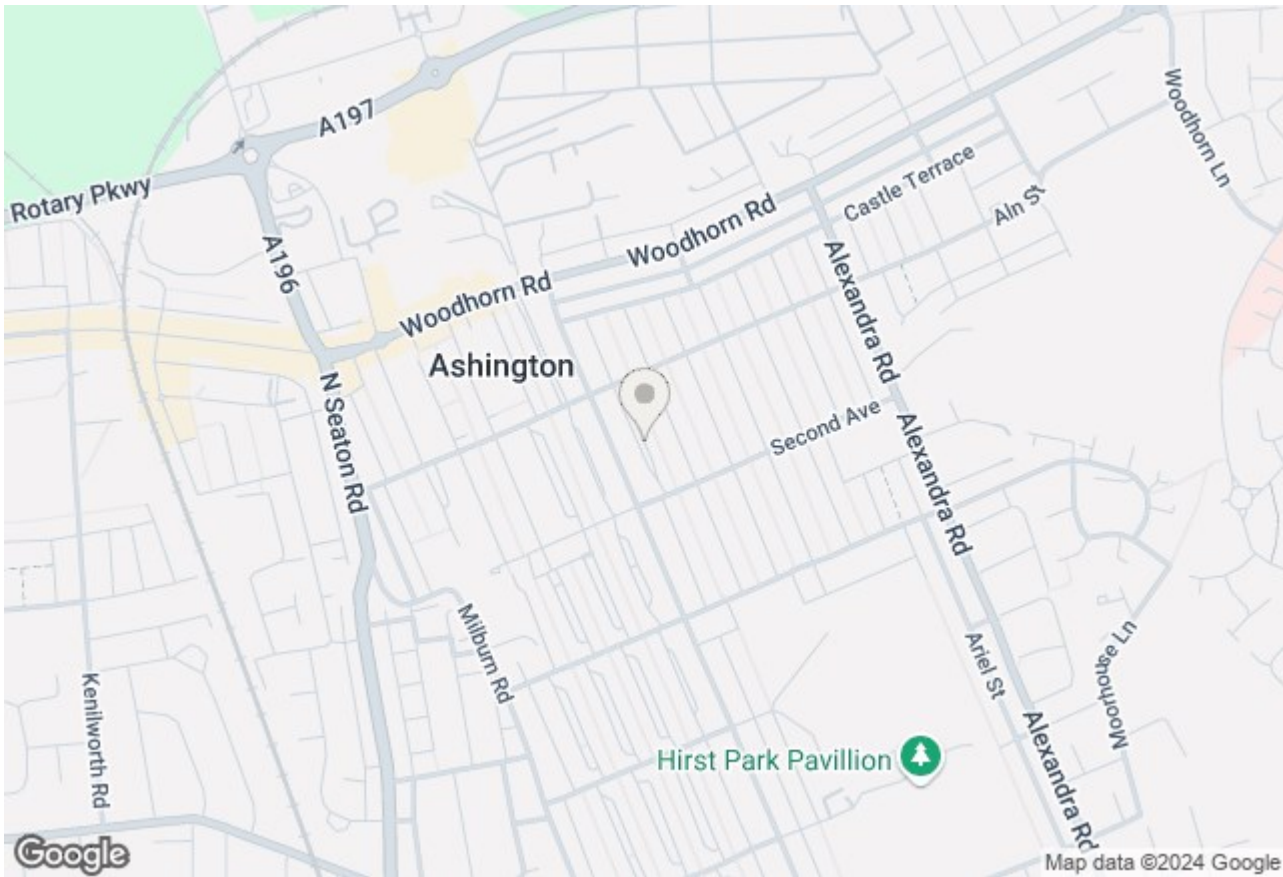 A197
Rotary Pkwy
A196
Woodhorn Rd
Woodhorn Rd
Castle Terrace
Aln St
Woodhorn Ln
Ashington
N Seaton Rd
Alexandra Rd
Second Ave
Alexandra Rd
Milburn Rd
Kenilworth Rd
Ariel St
Moorhouse Ln
Hirst Park Pavillion
Alexandra Rd
Google
Map data ©2024 Google